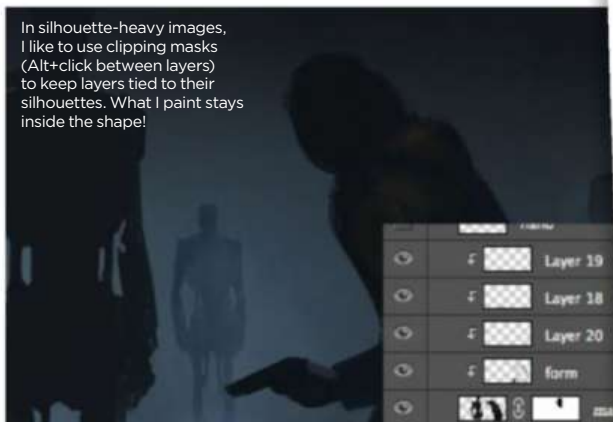 In silhouette-heavy images,
I like to use clipping masks
(Alt+click between layers)
to keep layers tied to their
silhouettes. What I paint stays
inside the shape!
Layer 19
Layer 18
Layer 20
form